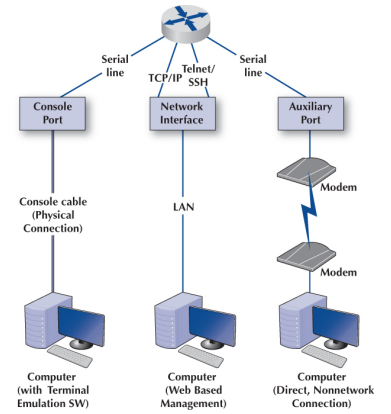 Serial
line
TCP/IP
Telnet/
SSH
Serial
line
Console
Port
Network
Interface
Auxiliary
Port
Console cable
(Physical
Connection)
LAN
Modem
Modem
Computer
(with Terminal
Emulation SW)
Computer
(Web Based
Management)
Computer
(Direct, Nonnetwork
Connection)